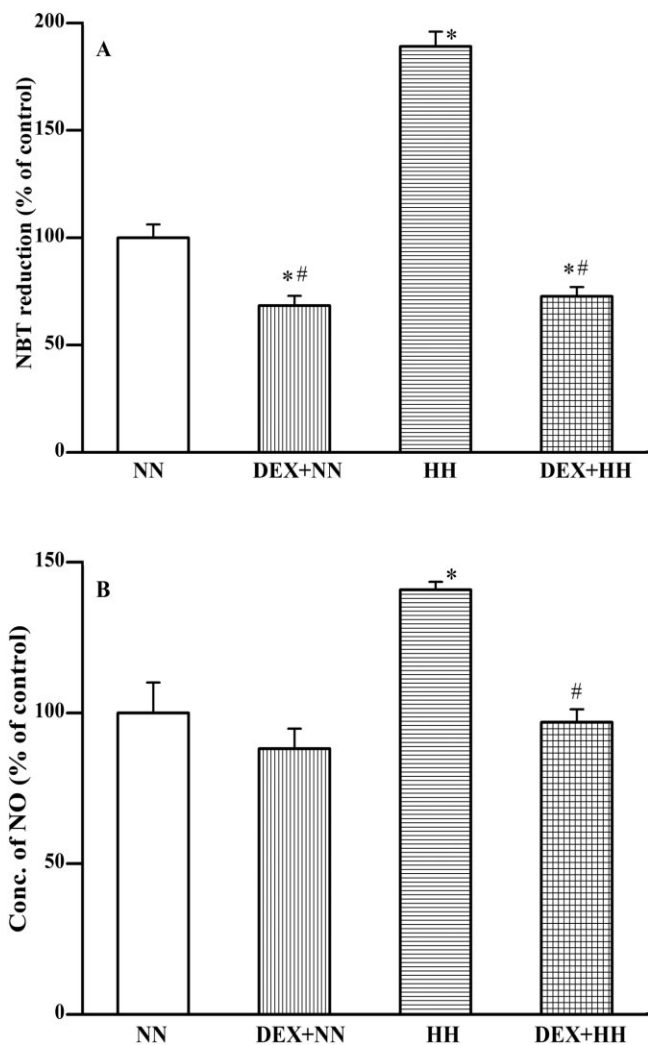 A
NBT reduction (% of control)
200
150
100
50
0
*
*#
*#
NN DEX+NN HH DEX+HH
B
Conc. of NO (% of control)
150
100
50
0
*
#
NN DEX+NN HH DEX+HH